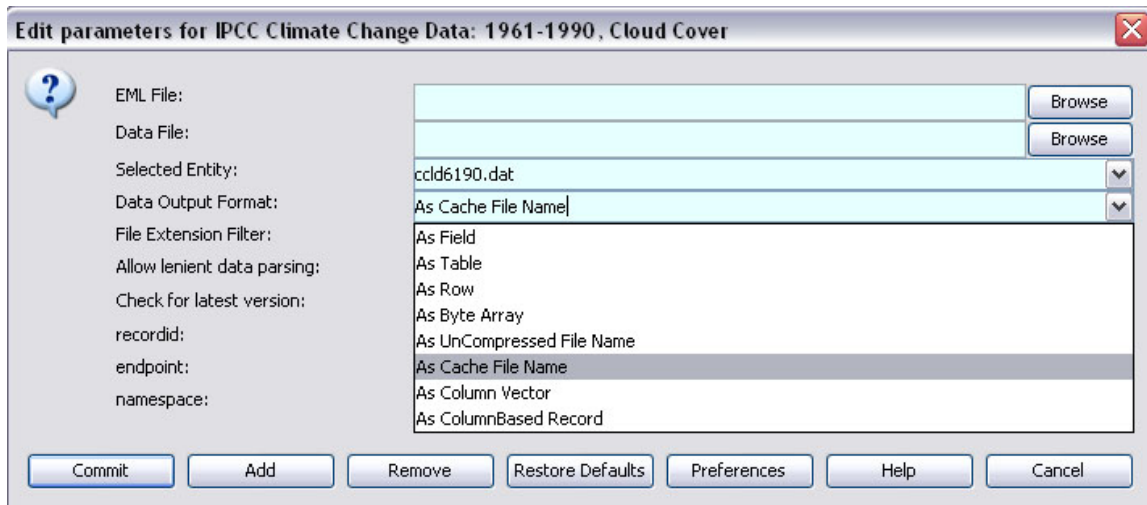 Edit parameters for IPCC Climate Change Data: 1961-1990, Cloud Cover
EML File:
Browse
Data File:
Browse
Selected Entity:
ccld6190.dat
Data Output Format:
As Cache File Name
File Extension Filter:
As Field
Allow lenient data parsing:
As Table
Check for latest version:
As Row
recordid:
As Byte Array
endpoint:
As UnCompressed File Name
namespace:
As Cache File Name
As Column Vector
As ColumnBased Record
Commit
Add
Remove
Restore Defaults
Preferences
Help
Cancel